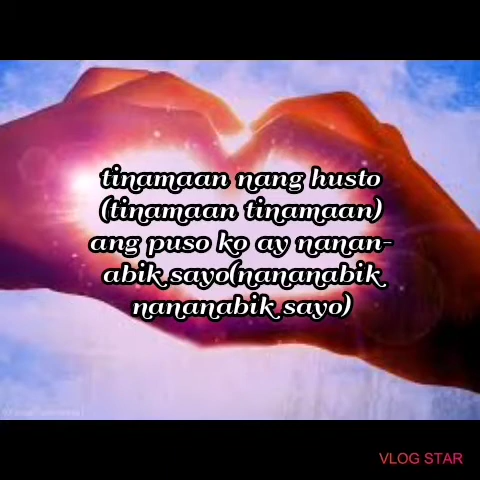 tinamaan nang husto
(tinamaan tinamaan)
ang puso ko ay nanan-
abik sayo(nananabik
nananabik sayo)
VLOG STAR